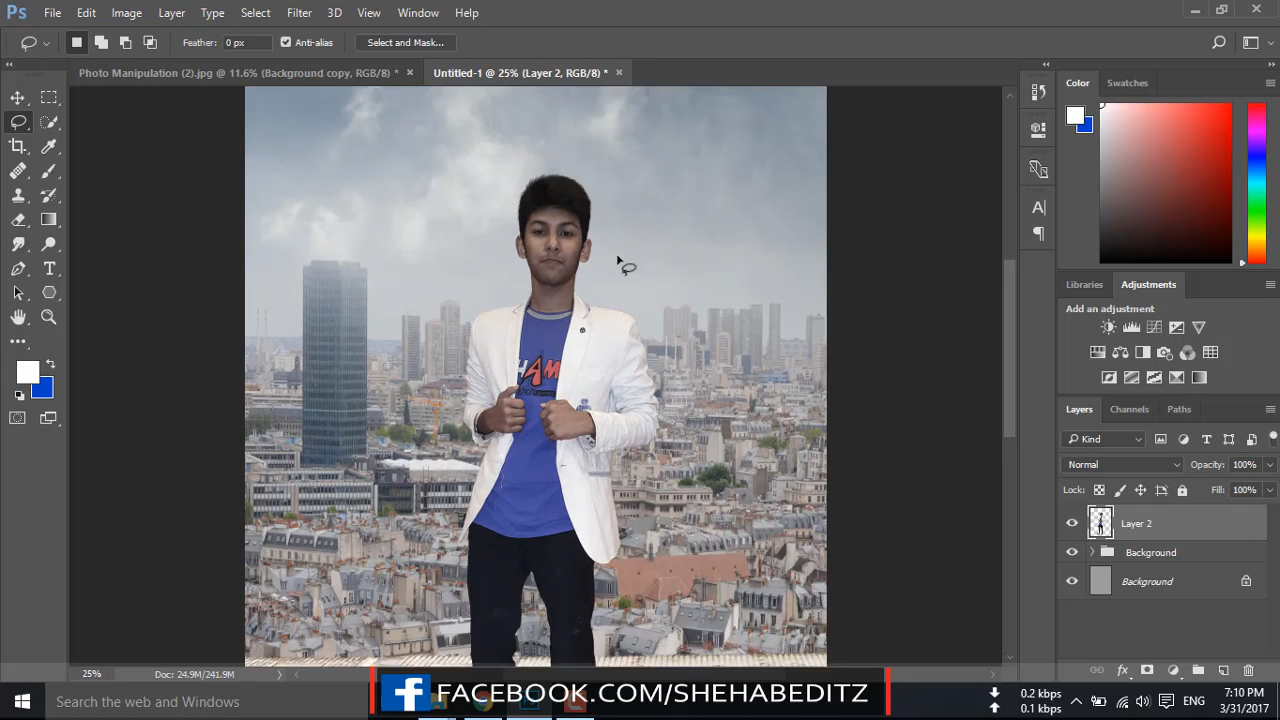 Ps File Edit Image Layer Type Select Filter 3D View Window Help
Feather: 0 px Anti-alias Select and Mask...
Photo Manipulation (2).jpg @ 11.6% (Background copy, RGB/8) * Untitled-1 @ 25% (Layer 2, RGB/8) *
Color Swatches
Libraries Adjustments
Add an adjustment
Layers Channels Paths
Kind
Normal Opacity: 100%
Lock: Fill: 100%
Layer 2
Background
Background
25% Doc: 24.9M/241.9M
Search the web and Windows
FACEBOOK.COM/SHEHABEDITZ
0.2 kbps
0.1 kbps
ENG
7:10 PM
3/31/2017